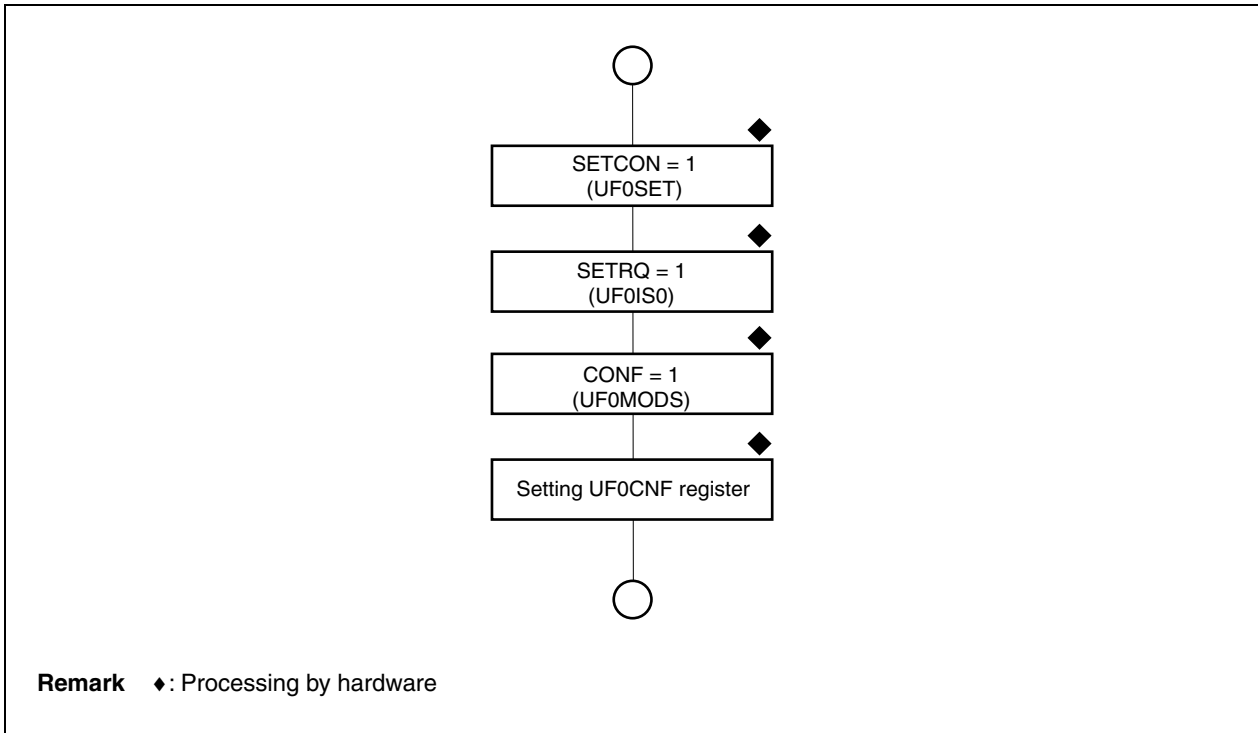 SETCON = 1
(UF0SET)
SETRQ = 1
(UF0IS0)
CONF = 1
(UF0MODS)
Setting UF0CNF register
Remark ♦: Processing by hardware